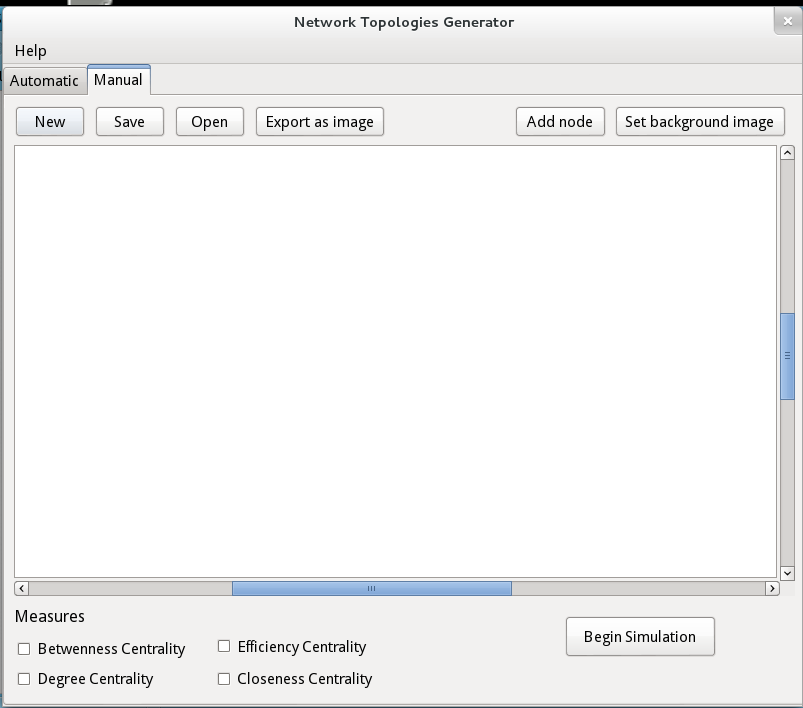 Network Topologies Generator
Help
Automatic Manual
New Save Open Export as image Add node Set background image
Measures
Begin Simulation
Betwenness Centrality Efficiency Centrality
Degree Centrality Closeness Centrality